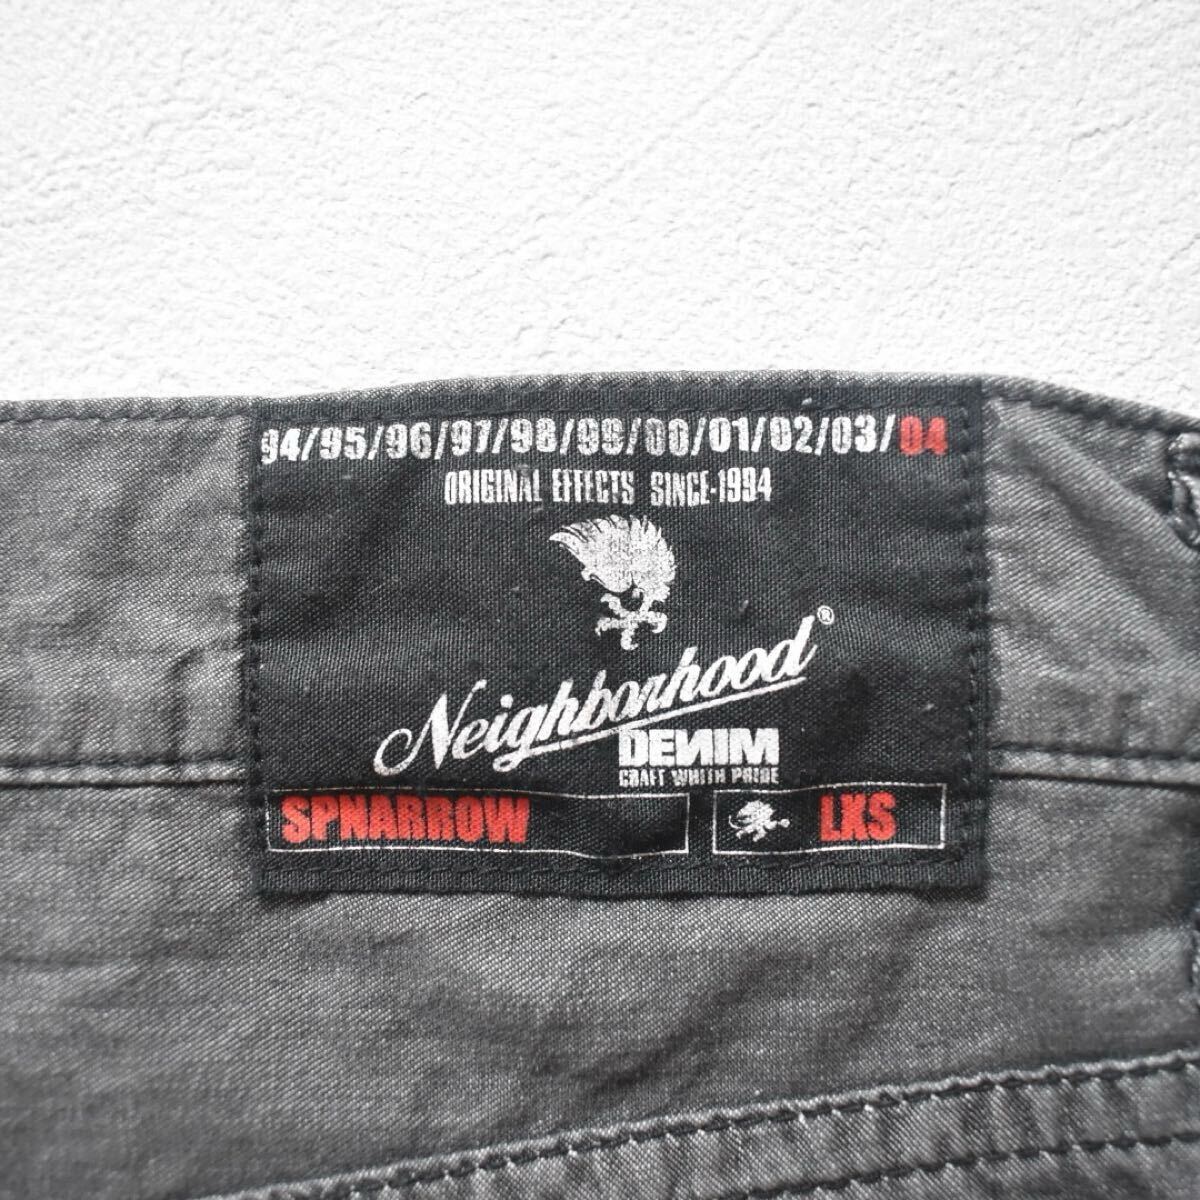 94/95/96/97/98/99/00/01/02/03/04
ORIGINAL EFFECTS SINCE-1994
Neighborhood®
DENIM
CRAFT WHITH PRIDE
SPNARROW
LXS